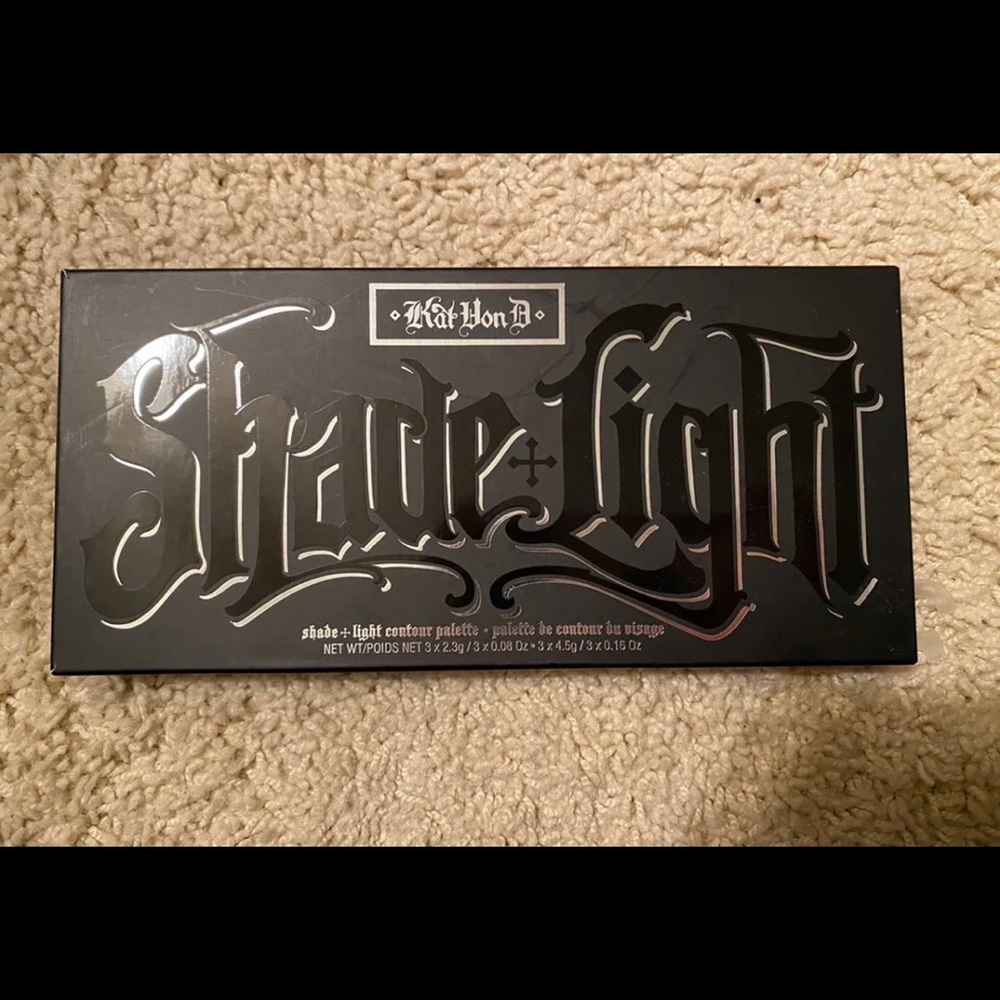 Kat Von D
Shade + Light
shade + light contour palette • palette de contour du visage
NET WT/POIDS NET 3 x 2.3g / 3 x 0.08 Oz • 3 x 4.5g / 3 x 0.16 Oz